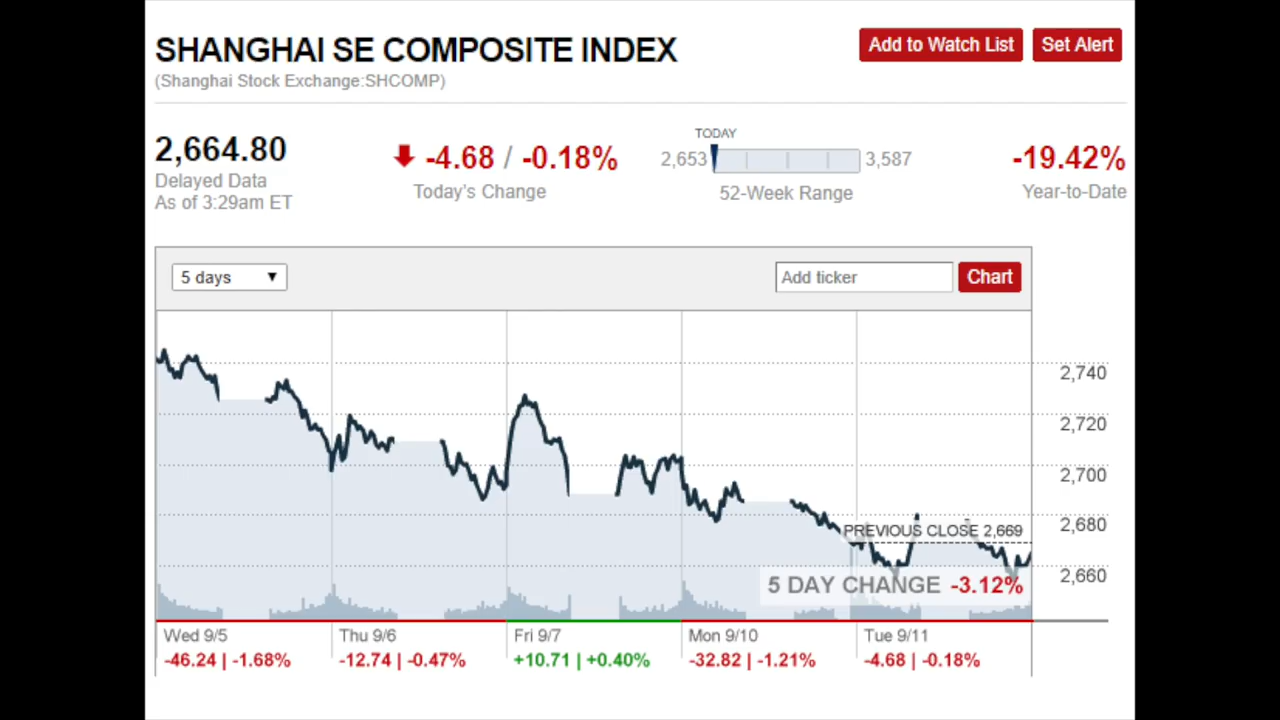 SHANGHAI SE COMPOSITE INDEX
Add to Watch List
Set Alert
(Shanghai Stock Exchange:SHCOMP)
TODAY
2,664.80
-4.68 / -0.18%
2,653
3,587
-19.42%
Delayed Data
Today's Change
52-Week Range
Year-to-Date
As of 3:29am ET
5 days
Add ticker
Chart
2,740
2,720
2,700
2,680
PREVIOUS CLOSE 2,669
2,660
5 DAY CHANGE -3.12%
Wed 9/5
Thu 9/6
Fri 9/7
Mon 9/10
Tue 9/11
-46.24 | -1.68%
-12.74 | -0.47%
+10.71 | +0.40%
-32.82 | -1.21%
-4.68 | -0.18%